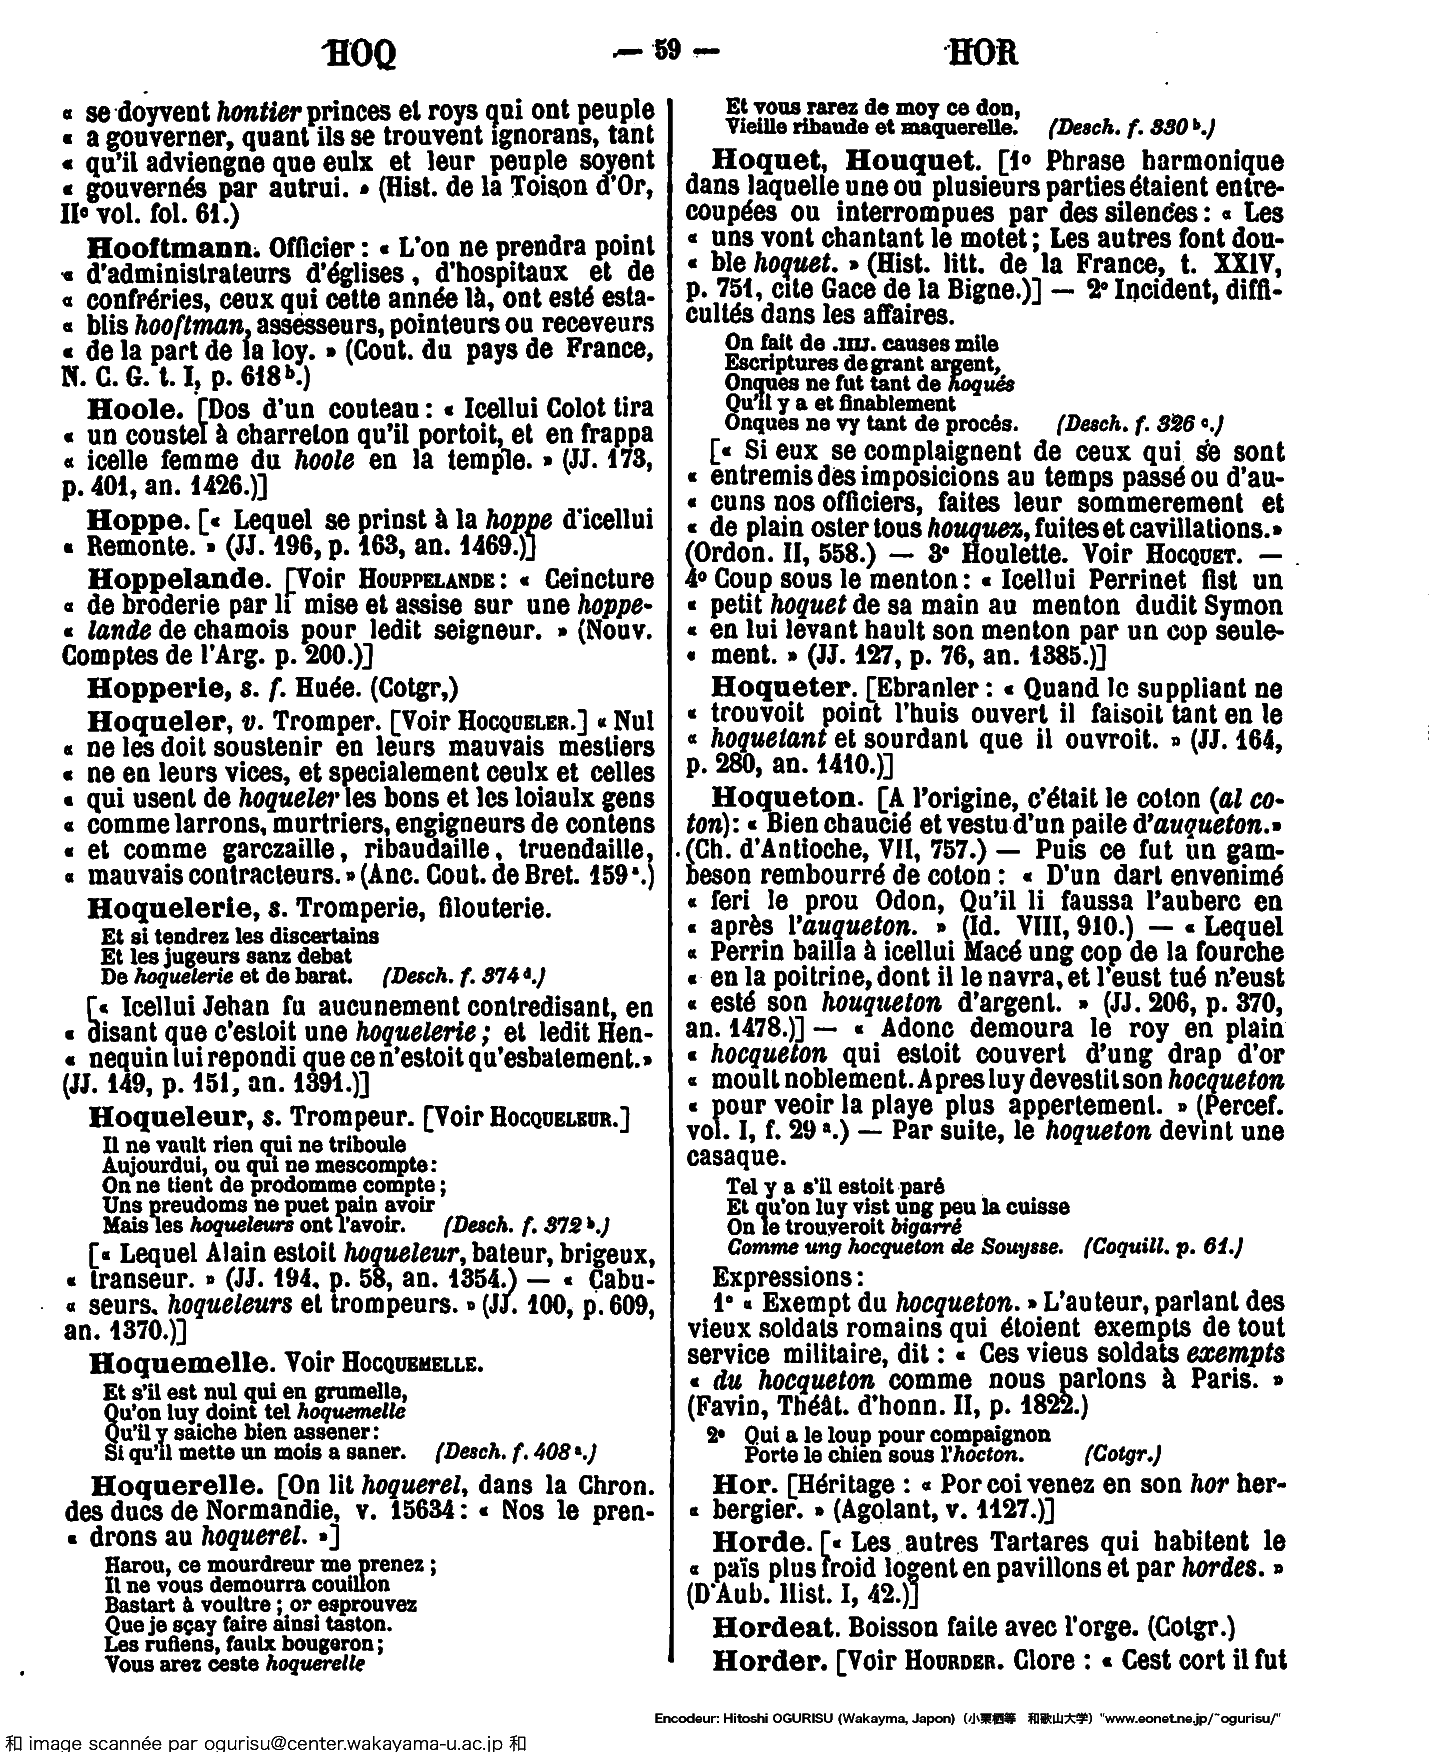 HOQ — 59 — HOR
« se doyvent hontier princes et roys qui ont peuple
« a gouverner, quant ils se trouvent ignorans, tant
« qu'il adviengne que eulx et leur peuple soyent
« gouvernés par autrui. » (Hist. de la Toison d'Or,
IIe vol. fol. 61.)
Hooftmann. Officier : « L'on ne prendra point
« d'administrateurs d'églises, d'hospitaux et de
« confréries, ceux qui cette année là, ont esté esta-
« blis hooftman, assesseurs, pointeurs ou receveurs
« de la part de la loy. » (Cout. du pays de France,
N. C. G. t. I, p. 618 b.)
Hoole. [Dos d'un couteau : « Icellui Colot tira
« un coustel à charreton qu'il portoit, et en frappa
« icelle femme du hoole en la temple. » (JJ. 173,
p. 401, an. 1426.)]
Hoppe. [« Lequel se prinst à la hoppe d'icellui
« Remonte. » (JJ. 196, p. 163, an. 1469.)]
Hoppelande. [Voir HOUPPELANDE : « Ceincture
« de broderie par li mise et assise sur une hoppe-
« lande de chamois pour ledit seigneur. » (Nouv.
Comptes de l'Arg. p. 200.)]
Hopperie, s. f. Huée. (Cotgr,)
Hoqueler, v. Tromper. [Voir HOCQUELER.] « Nul
« ne les doit soustenir en leurs mauvais mestiers
« ne en leurs vices, et specialement ceulx et celles
« qui usent de hoqueler les bons et les loiaulx gens
« comme larrons, murtriers, engigneurs de contens
« et comme garczaille, ribaudaille, truendaille,
« mauvais contracteurs. » (Anc. Cout. de Bret. 159 a.)
Hoquelerie, s. Tromperie, filouterie.
Et si tendrez les discertains
Et les jugeurs sanz debat
De hoquelerie et de barat. (Desch. f. 374 d.)
[« Icellui Jehan fu aucunement contredisant, en
« disant que c'estoit une hoquelerie ; et ledit Hen-
« nequin lui repondi que ce n'estoit qu'esbatement. »
(JJ. 149, p. 151, an. 1391.)]
Hoqueleur, s. Trompeur. [Voir HOCQUELEUR.]
Il ne vault rien qui ne triboule
Aujourdui, ou qui ne mescompte :
On ne tient de prodomme compte ;
Uns preudoms ne puet pain avoir
Mais les hoqueleurs ont l'avoir. (Desch. f. 372 b.)
[« Lequel Alain estoit hoqueleur, bateur, brigeux,
« transeur. » (JJ. 194. p. 58, an. 1354.) — « Cabu-
« seurs, hoqueleurs et trompeurs. » (JJ. 100, p. 609,
an. 1370.)]
Hoquemelle. Voir HOCQUEMELLE.
Et s'il est nul qui en grumelle,
Qu'on luy doint tel hoquemelle
Qu'il y saiche bien assener :
Si qu'il mette un mois a saner. (Desch. f. 408 a.)
Hoquerelle. [On lit hoquerel, dans la Chron.
des ducs de Normandie, v. 15634 : « Nos le pren-
« drons au hoquerel. »]
Harou, ce mourdreur me prenez ;
Il ne vous demourra couillon
Bastart à voultre ; or esprouvez
Que je sçay faire ainsi taston.
Les rufiens, faulx bougeron ;
Vous arez ceste hoquerelle
Et vous rarez de moy ce don,
Vieille ribaude et maquerelle. (Desch. f. 330 b.)
Hoquet, Houquet. [1o Phrase harmonique
dans laquelle une ou plusieurs parties étaient entre-
coupées ou interrompues par des silences : « Les
« uns vont chantant le motet ; Les autres font dou-
« ble hoquet. » (Hist. litt. de la France, t. XXIV,
p. 751, cite Gace de la Bigne.)] — 2o Incident, diffi-
cultés dans les affaires.
On fait de .IIIJ. causes mile
Escriptures de grant argent,
Onques ne fut tant de hoqués
Qu'il y a et finablement
Onques ne vy tant de procés. (Desch. f. 326 c.)
[« Si eux se complaignent de ceux qui se sont
« entremis des imposicions au temps passé ou d'au-
« cuns nos officiers, faites leur sommerement et
« de plain oster tous houquez, fuites et cavillations. »
(Ordon. II, 558.) — 3o Houlette. Voir HOCQUET. —
4o Coup sous le menton : « Icellui Perrinet fist un
« petit hoquet de sa main au menton dudit Symon
« en lui levant hault son menton par un cop seule-
« ment. » (JJ. 127, p. 76, an. 1385.)]
Hoqueter. [Ebranler : « Quand le suppliant ne
« trouvoit point l'huis ouvert il faisoit tant en le
« hoquetant et sourdant que il ouvroit. » (JJ. 164,
p. 280, an. 1410.)]
Hoqueton. [A l'origine, c'était le coton (al co-
ton) : « Bien chaucié et vestu d'un paile d'auqueton. »
(Ch. d'Antioche, VII, 757.) — Puis ce fut un gam-
beson rembourré de coton : « D'un dart envenimé
« feri le prou Odon, Qu'il li faussa l'auberc en
« après l'auqueton. » (Id. VIII, 910.) — « Lequel
« Perrin bailla à icellui Macé ung cop de la fourche
« en la poitrine, dont il le navra, et l'eust tué n'eust
« esté son houqueton d'argent. » (JJ. 206, p. 370,
an. 1478.)] — « Adonc demoura le roy en plain
« hocqueton qui estoit couvert d'ung drap d'or
« moult noblement. Apres luy devestit son hocqueton
« pour veoir la playe plus appertement. » (Percef.
vol. I, f. 29 a.) — Par suite, le hoqueton devint une
casaque.
Tel y a s'il estoit paré
Et qu'on luy vist ung peu la cuisse
On le trouveroit bigarré
Comme ung hocqueton de Souysse. (Coquill. p. 61.)
Expressions :
1o « Exempt du hocqueton. » L'auteur, parlant des
vieux soldats romains qui étoient exempts de tout
service militaire, dit : « Ces vieus soldats exempts
« du hocqueton comme nous parlons à Paris. »
(Favin, Théât. d'honn. II, p. 1822.)
2o Qui a le loup pour compaignon
Porte le chien sous l'hocton. (Cotgr.)
Hor. [Héritage : « Por coi venez en son hor her-
« bergier. » (Agolant, v. 1127.)]
Horde. [« Les autres Tartares qui habitent le
« païs plus froid logent en pavillons et par hordes. »
(D'Aub. Hist. I, 42.)]
Hordeat. Boisson faite avec l'orge. (Cotgr.)
Horder. [Voir HOURDER. Clore : « Cest cort il fut
Encodeur: Hitoshi OGURISU (Wakayma, Japon) (小栗栖等 和歌山大学) "www.eonet.ne.jp/~ogurisu/"
和 image scannée par ogurisu@center.wakayama-u.ac.jp 和